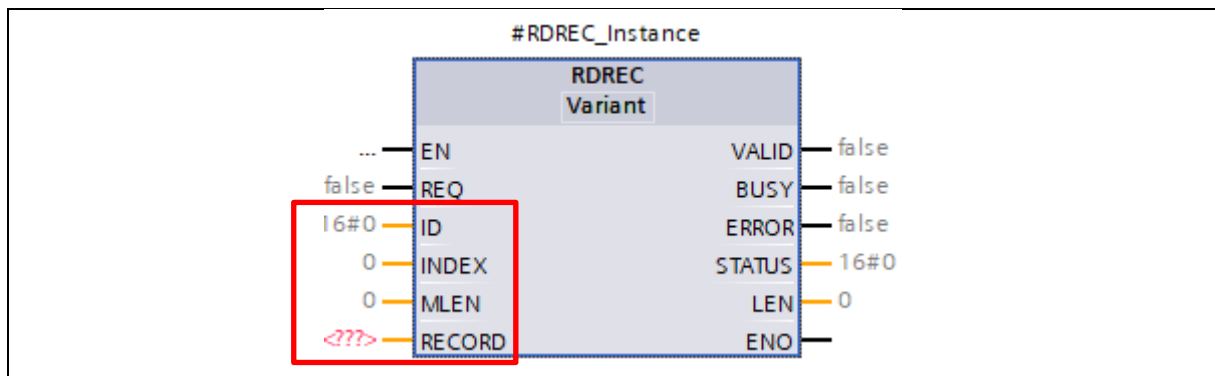 #RDREC_Instance
RDREC
Variant
... EN VALID false
false REQ BUSY false
16#0 ID ERROR false
0 INDEX STATUS 16#0
0 MLEN LEN 0
<???> RECORD ENO